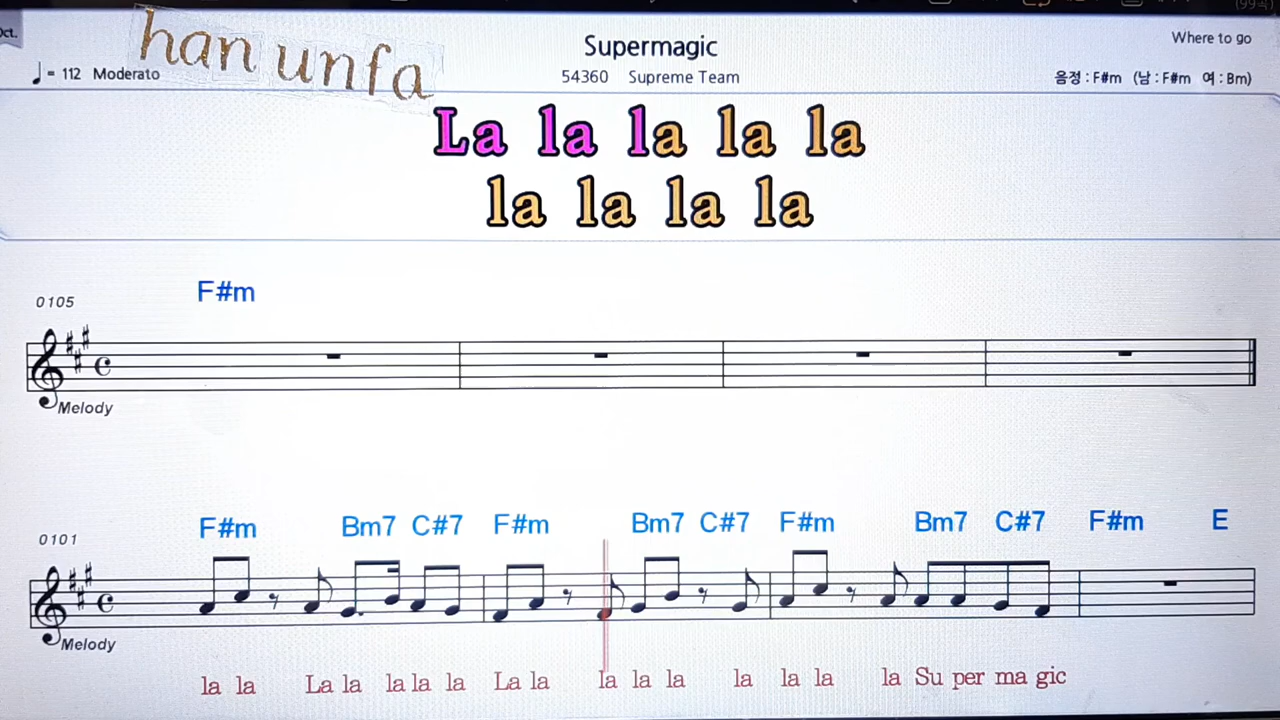 Oct.
han unfa
Supermagic
Where to go
♩= 112 Moderato
54360 Supreme Team
음정 : F#m (남 : F#m 여 : Bm)
La la la la la
la la la la
0105
F#m
Melody
0101
F#m Bm7 C#7 F#m Bm7 C#7 F#m Bm7 C#7 F#m E
Melody
la la La la la la la La la la la la la la la la Su per ma gic